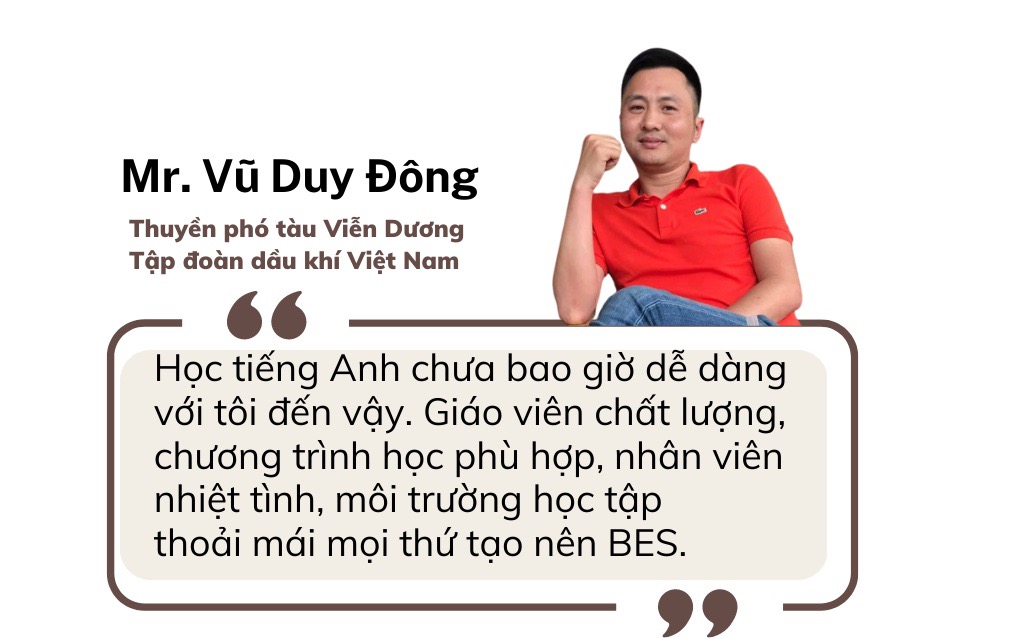 Mr. Vũ Duy Đông
Thuyền phó tàu Viễn Dương
Tập đoàn dầu khí Việt Nam
Học tiếng Anh chưa bao giờ dễ dàng
với tôi đến vậy. Giáo viên chất lượng,
chương trình học phù hợp, nhân viên
nhiệt tình, môi trường học tập
thoải mái mọi thứ tạo nên BES.